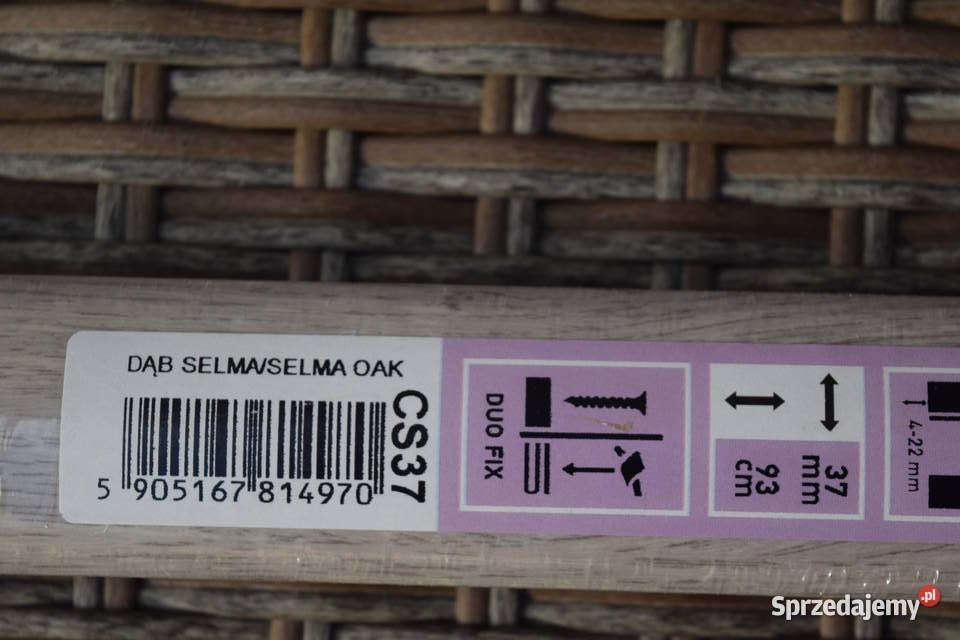 DĄB SELMA/SELMA OAK
CS37
5 905167 814970
DUO FIX
37
mm
93
cm
4-22 mm
Sprzedajemy.pl